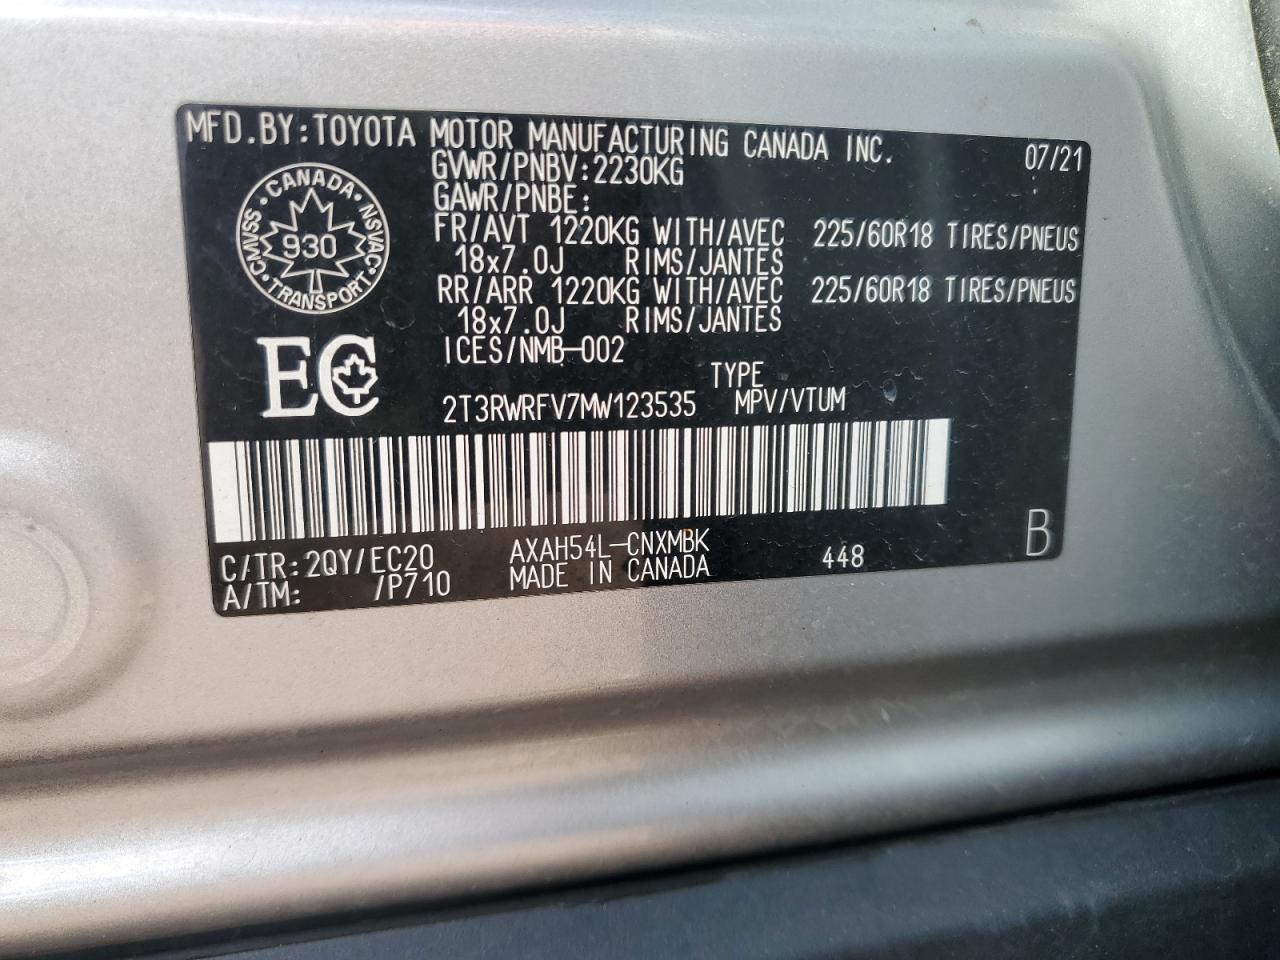 MFD.BY:TOYOTA MOTOR MANUFACTURING CANADA INC. 07/21
GVWR/PNBV:2230KG
GAWR/PNBE:
FR/AVT 1220KG WITH/AVEC 225/60R18 TIRES/PNEUS
18x7.0J RIMS/JANTES
RR/ARR 1220KG WITH/AVEC 225/60R18 TIRES/PNEUS
18x7.0J RIMS/JANTES
ICES/NMB-002
CANADA
CMVSS 930 NSVAC
TRANSPORT
EC
TYPE
2T3RWRFV7MW123535 MPV/VTUM
C/TR:2QY/EC20 AXAH54L-CNXMBK 448 B
A/TM: /P710 MADE IN CANADA